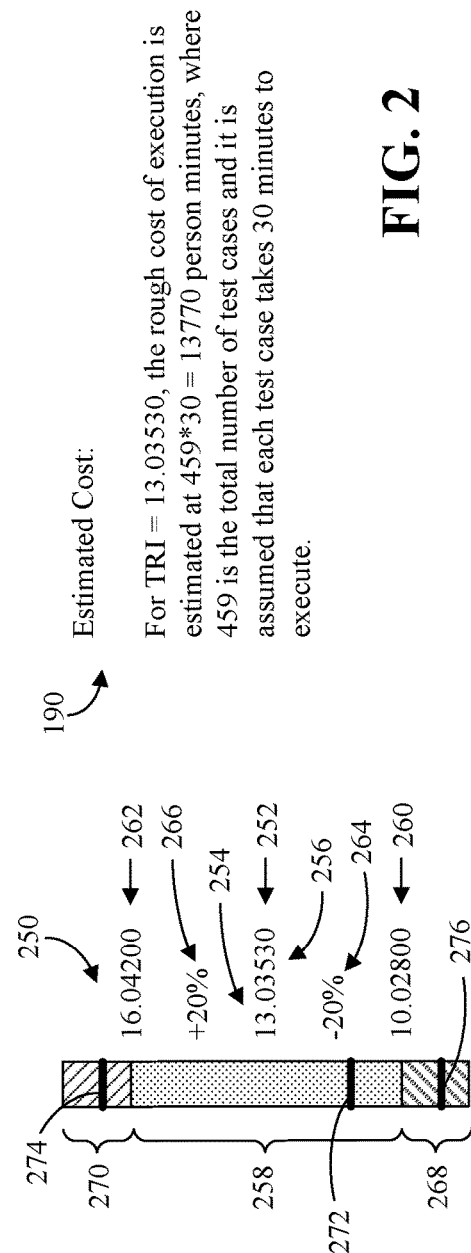 274
270
258
272
268
250
16.04200
262
+20%
266
254
13.03530
252
256
-20%
264
10.02800
260
276
190
Estimated Cost:
For TRI = 13.03530, the rough cost of execution is
estimated at 459*30 = 13770 person minutes, where
459 is the total number of test cases and it is
assumed that each test case takes 30 minutes to
execute.
FIG. 2